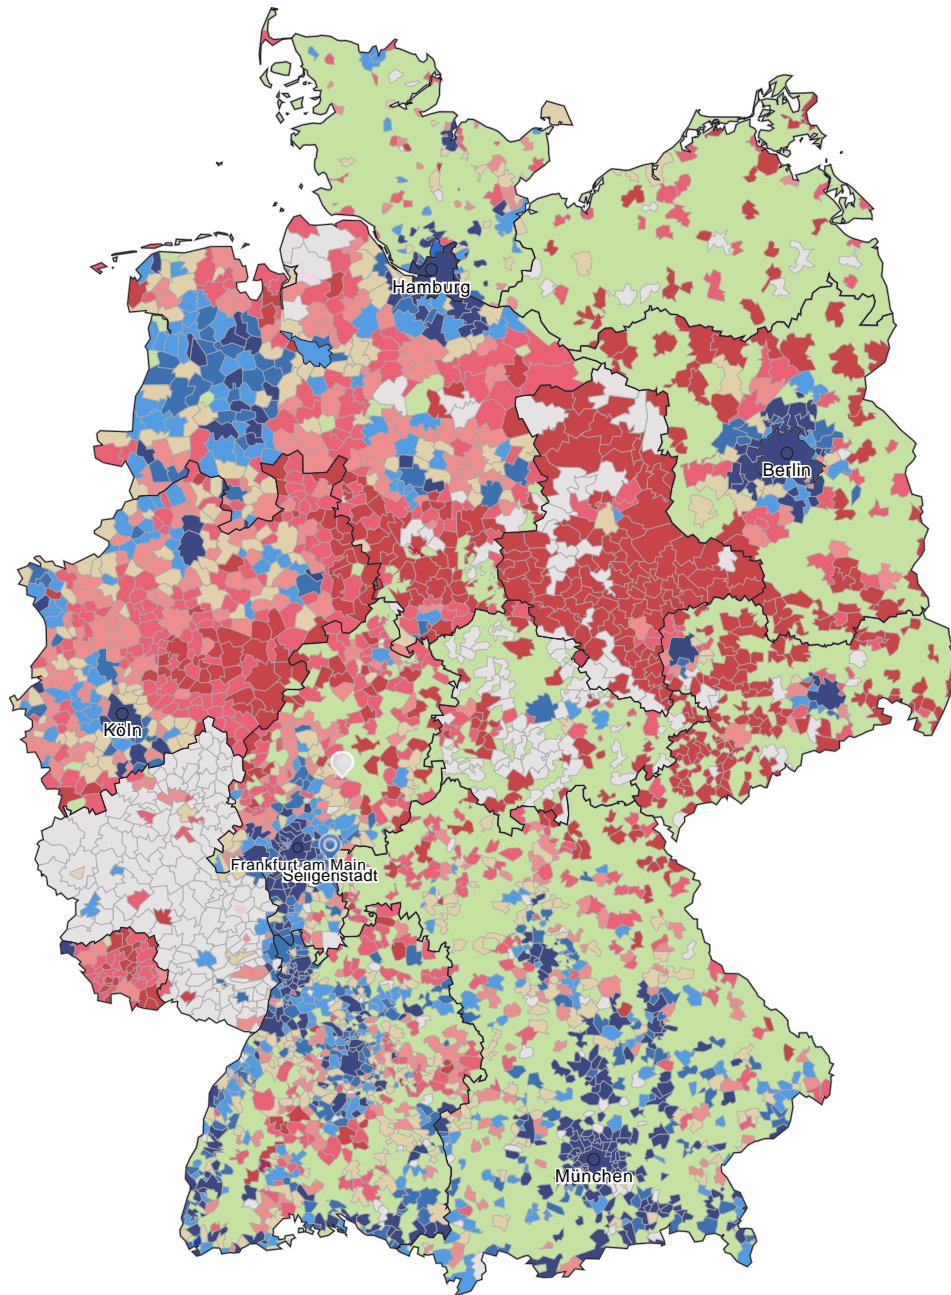 Hamburg
Berlin
Köln
Frankfurt am Main
Seligenstadt
München